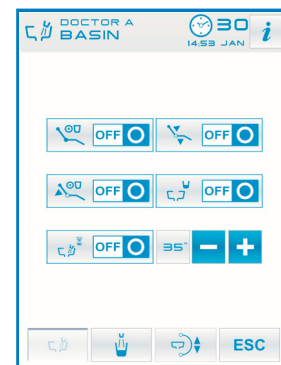 DOCTOR A
BASIN
30
14:53 JAN
i
OFF OFF
OFF OFF
OFF 35" − +
ESC